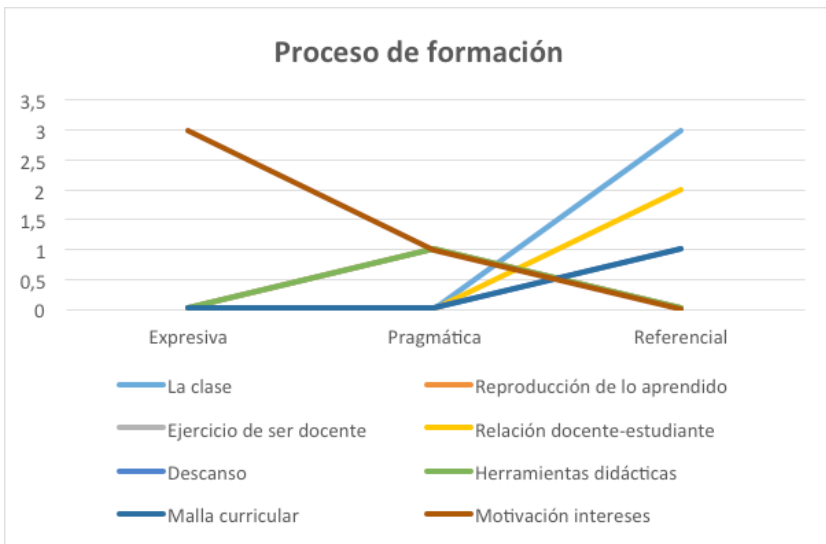 Proceso de formación
3,5
3
2,5
2
1,5
1
0,5
0
Expresiva Pragmática Referencial
La clase Reproducción de lo aprendido
Ejercicio de ser docente Relación docente-estudiante
Descanso Herramientas didácticas
Malla curricular Motivación intereses